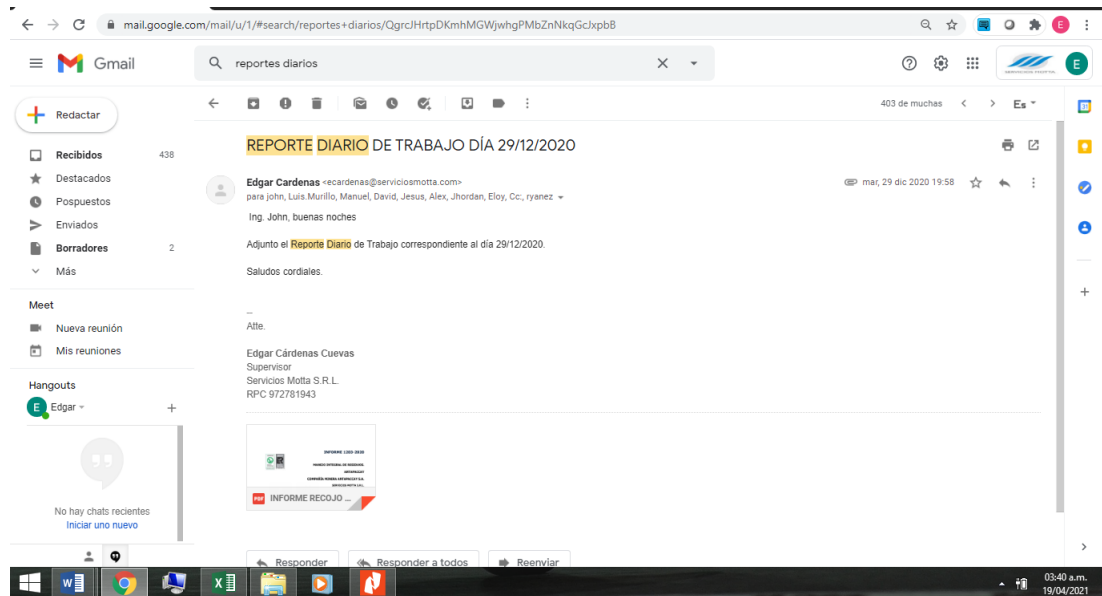 mail.google.com/mail/u/1/#search/reportes+diarios/QgrcJHrtpDKmhMGWjwhgPMbZnNkqGcJxpbB
E
Gmail
reportes diarios
E
Redactar
403 de muchas
Es
31
REPORTE DIARIO DE TRABAJO DÍA 29/12/2020
Recibidos 438
Destacados
Pospuestos
Enviados
Borradores 2
Más
Edgar Cardenas <ecardenas@serviciosmotta.com>
mar, 29 dic 2020 19:58
para john, Luis.Murillo, Manuel, David, Jesus, Alex, Jhordan, Eloy, Cc:, ryanez
Ing. John, buenas noches
Adjunto el Reporte Diario de Trabajo correspondiente al día 29/12/2020.
Saludos cordiales.
--
Atte.
Edgar Cárdenas Cuevas
Supervisor
Servicios Motta S.R.L.
RPC 972781943
Meet
Nueva reunión
Mis reuniones
Hangouts
E Edgar
No hay chats recientes
Iniciar uno nuevo
INFORME 1203-2020
PDF INFORME RECOJO ...
Responder
Responder a todos
Reenviar
03:40 a.m.
19/04/2021